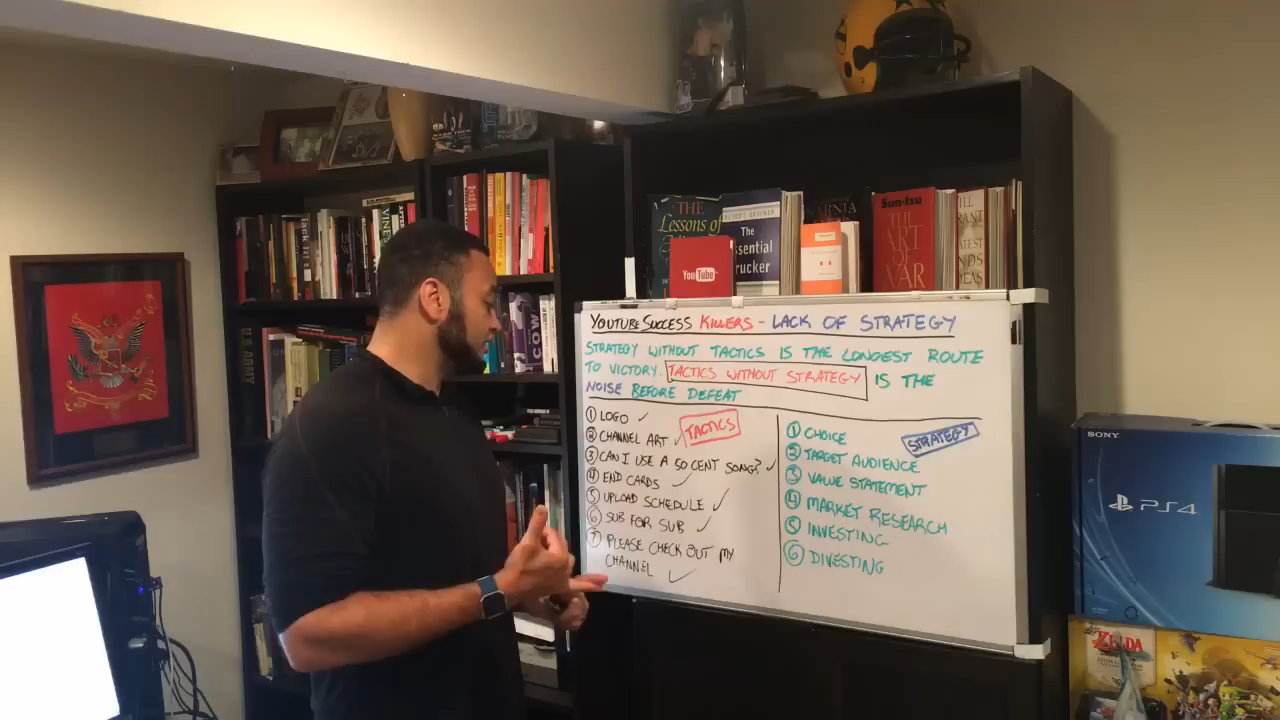 THE
Lessons of
YouTube
The
Essential
Drucker
Sun-tzu
THE
ART
OF
WAR
U.S ARMY
COW
YOUTUBE SUCCESS KILLERS - LACK OF STRATEGY
STRATEGY WITHOUT TACTICS IS THE LONGEST ROUTE
TO VICTORY. TACTICS WITHOUT STRATEGY IS THE
NOISE BEFORE DEFEAT
TACTICS
① LOGO ✓
② CHANNEL ART ✓
③ CAN I USE A 50 CENT SONG? ✓
④ END CARDS ✓
⑤ UPLOAD SCHEDULE ✓
⑥ SUB FOR SUB ✓
⑦ PLEASE CHECK OUT MY
CHANNEL ✓
STRATEGY
① CHOICE
② TARGET AUDIENCE
③ VALUE STATEMENT
④ MARKET RESEARCH
⑤ INVESTING
⑥ DIVESTING
SONY
PS4
ZELDA